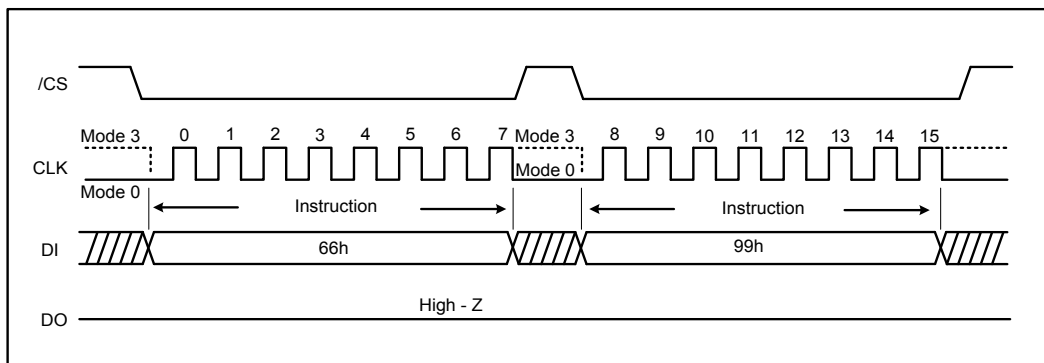 /CS
Mode 3 0 1 2 3 4 5 6 7 Mode 3 8 9 10 11 12 13 14 15
CLK Mode 0
Mode 0
Instruction Instruction
DI 66h 99h
High - Z
DO